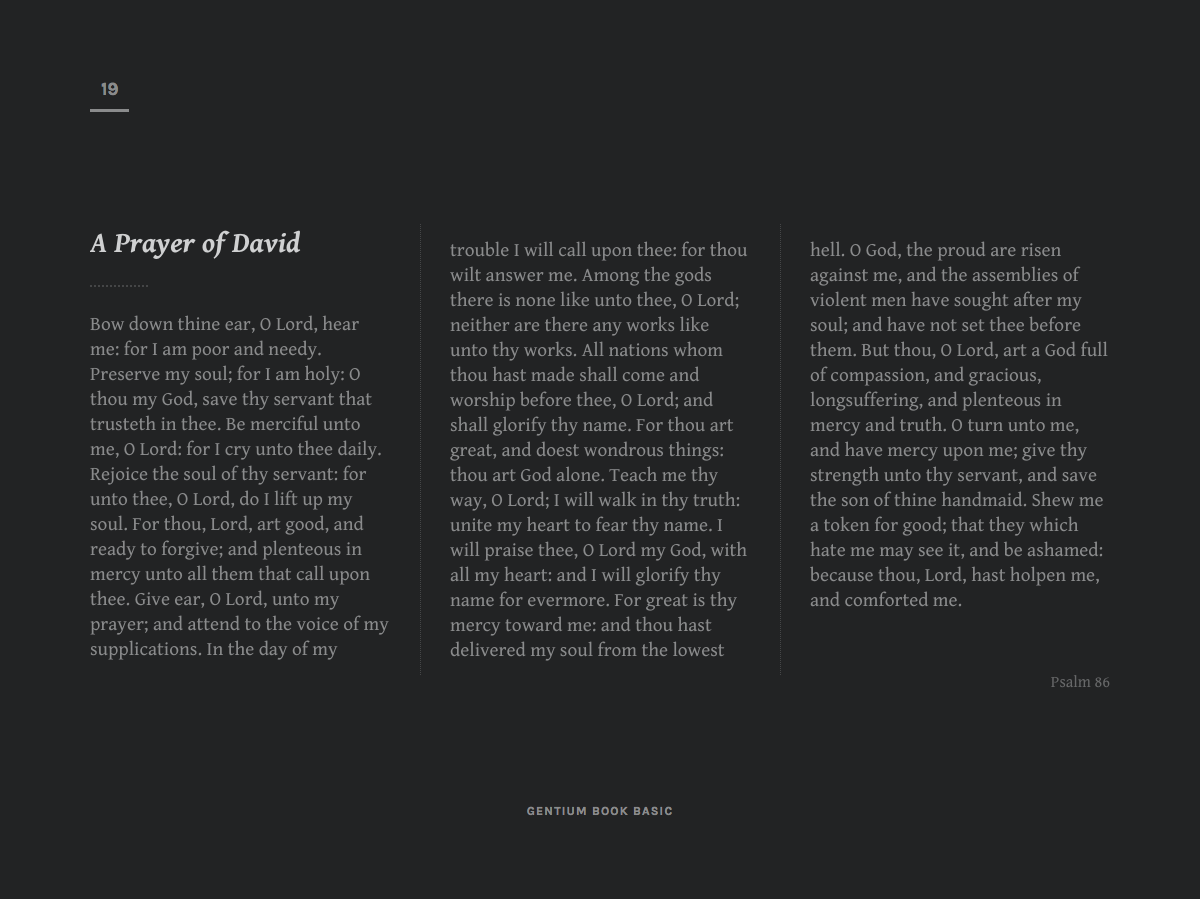 19
A Prayer of David
Bow down thine ear, O Lord, hear
me: for I am poor and needy.
Preserve my soul; for I am holy: O
thou my God, save thy servant that
trusteth in thee. Be merciful unto
me, O Lord: for I cry unto thee daily.
Rejoice the soul of thy servant: for
unto thee, O Lord, do I lift up my
soul. For thou, Lord, art good, and
ready to forgive; and plenteous in
mercy unto all them that call upon
thee. Give ear, O Lord, unto my
prayer; and attend to the voice of my
supplications. In the day of my
trouble I will call upon thee: for thou
wilt answer me. Among the gods
there is none like unto thee, O Lord;
neither are there any works like
unto thy works. All nations whom
thou hast made shall come and
worship before thee, O Lord; and
shall glorify thy name. For thou art
great, and doest wondrous things:
thou art God alone. Teach me thy
way, O Lord; I will walk in thy truth:
unite my heart to fear thy name. I
will praise thee, O Lord my God, with
all my heart: and I will glorify thy
name for evermore. For great is thy
mercy toward me: and thou hast
delivered my soul from the lowest
hell. O God, the proud are risen
against me, and the assemblies of
violent men have sought after my
soul; and have not set thee before
them. But thou, O Lord, art a God full
of compassion, and gracious,
longsuffering, and plenteous in
mercy and truth. O turn unto me,
and have mercy upon me; give thy
strength unto thy servant, and save
the son of thine handmaid. Shew me
a token for good; that they which
hate me may see it, and be ashamed:
because thou, Lord, hast holpen me,
and comforted me.
Psalm 86
GENTIUM BOOK BASIC